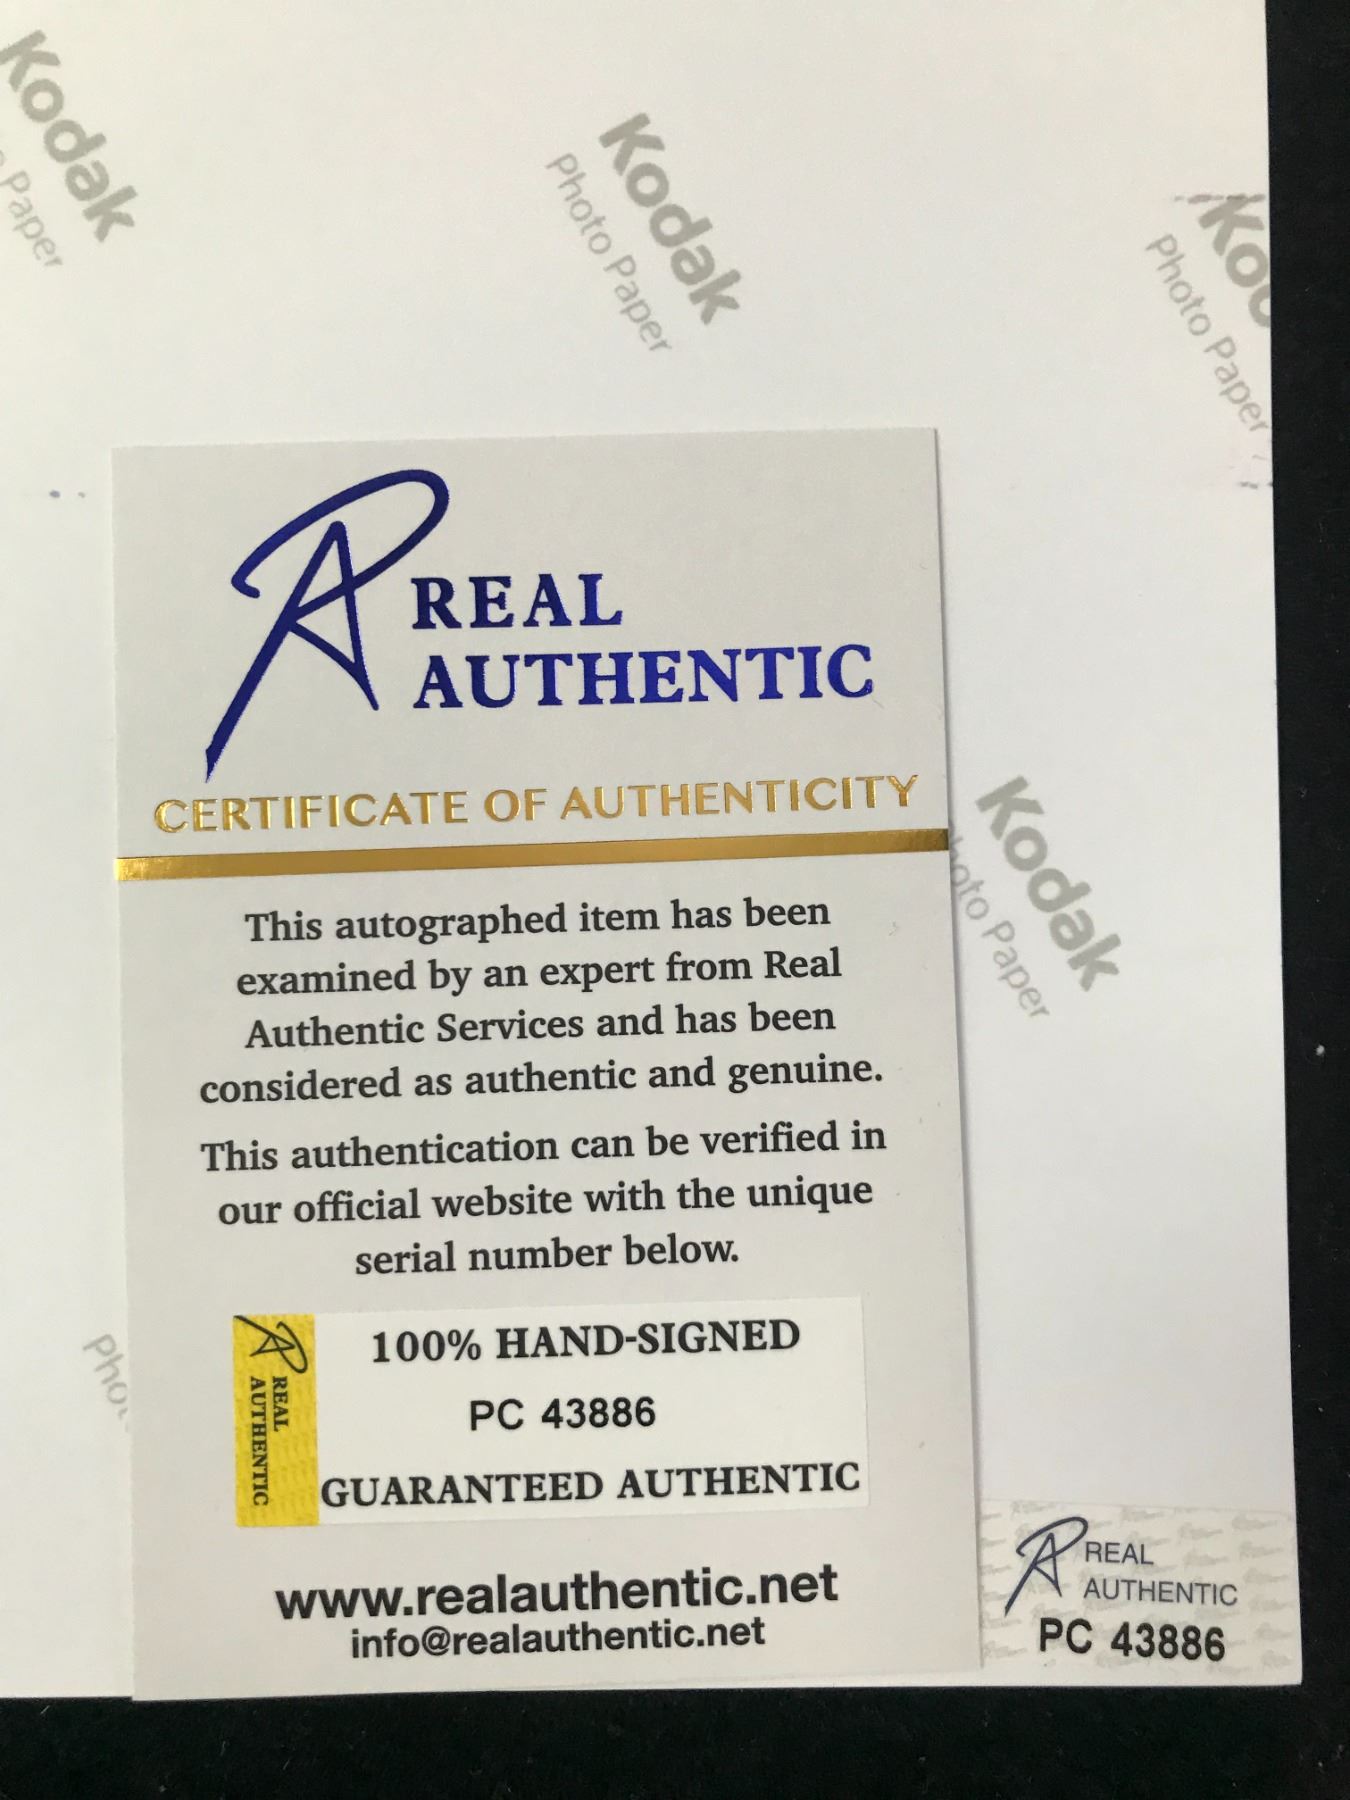 Kodak
Paper
Kodak
Photo Paper
Photo Paper
REAL
AUTHENTIC
CERTIFICATE OF AUTHENTICITY
This autographed item has been
examined by an expert from Real
Authentic Services and has been
considered as authentic and genuine.
This authentication can be verified in
our official website with the unique
serial number below.
Kodak
Paper
REAL
AUTHENTIC
100% HAND-SIGNED
PC 43886
GUARANTEED AUTHENTIC
www.realauthentic.net
info@realauthentic.net
REAL
AUTHENTIC
PC 43886